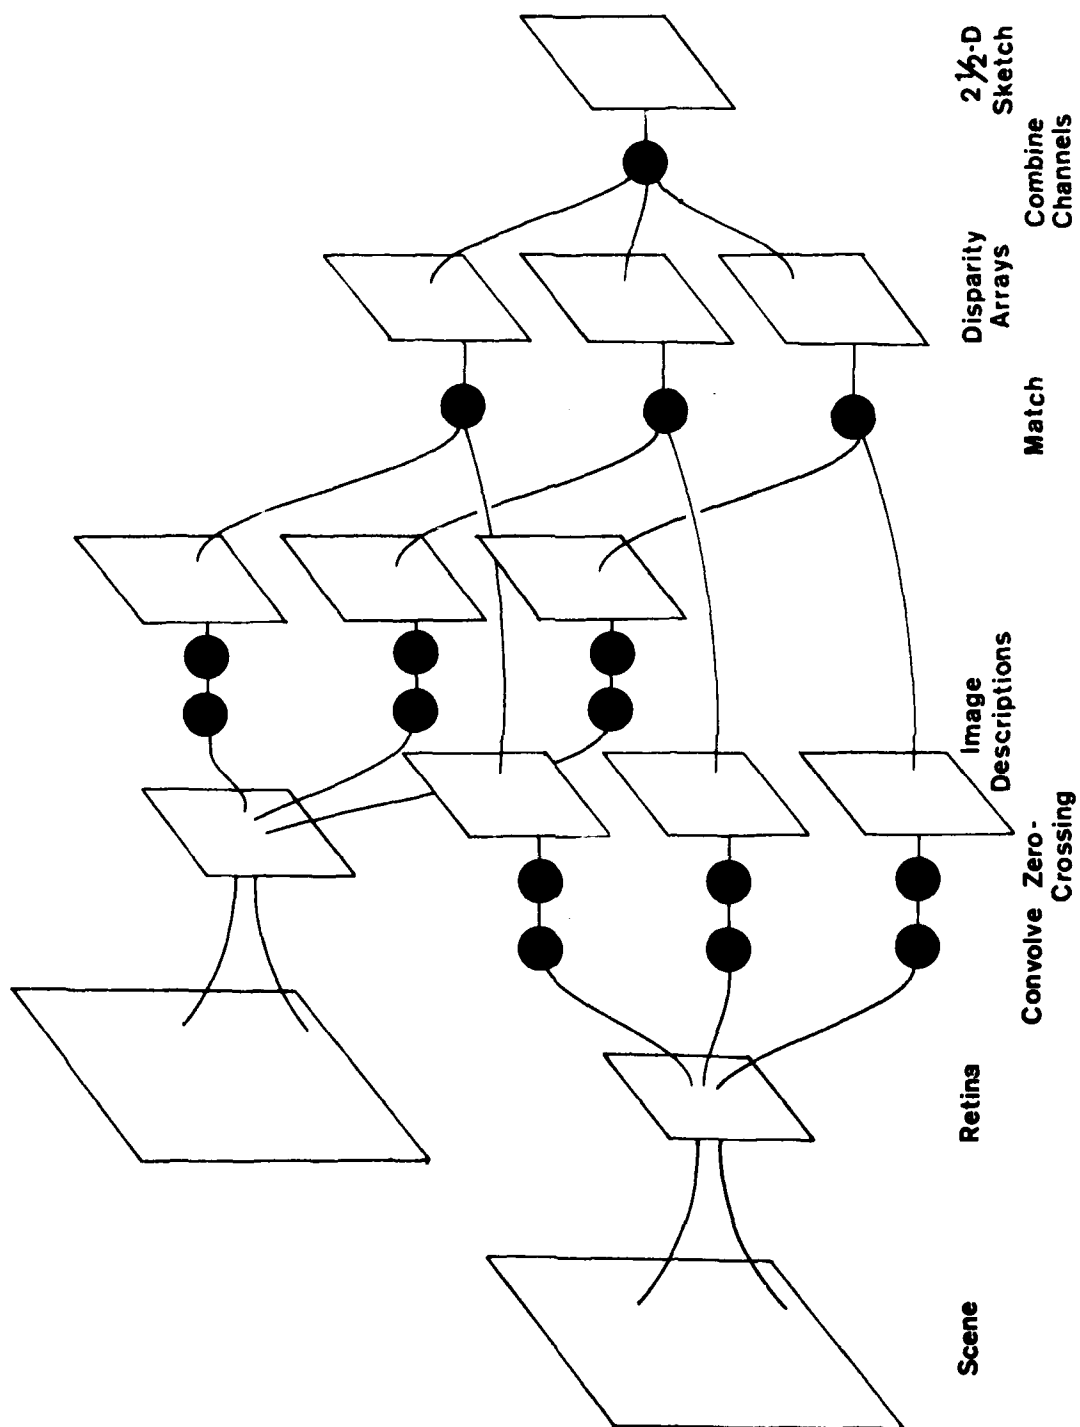 Scene
Retina
Convolve
Zero-
Crossing
Image
Descriptions
Match
Disparity
Arrays
Combine
Channels
2½-D
Sketch